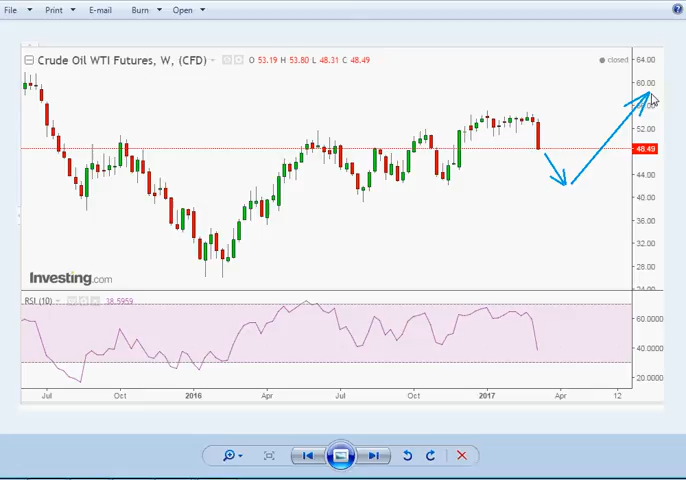 File Print E-mail Burn Open
Crude Oil WTI Futures, W, (CFD) O 53.19 H 53.80 L 48.31 C 48.49 closed
64.00
60.00
52.00
48.49
44.00
40.00
36.00
32.00
28.00
24.00
Investing.com
RSI (10) 38.5959
60.0000
40.0000
20.0000
Jul Oct 2016 Apr Jul Oct 2017 Apr 12